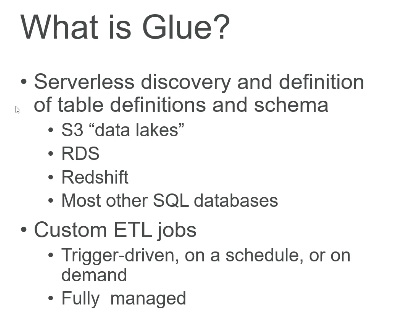 What is Glue?
• Serverless discovery and definition
of table definitions and schema
• S3 “data lakes”
• RDS
• Redshift
• Most other SQL databases
• Custom ETL jobs
• Trigger-driven, on a schedule, or on
demand
• Fully managed